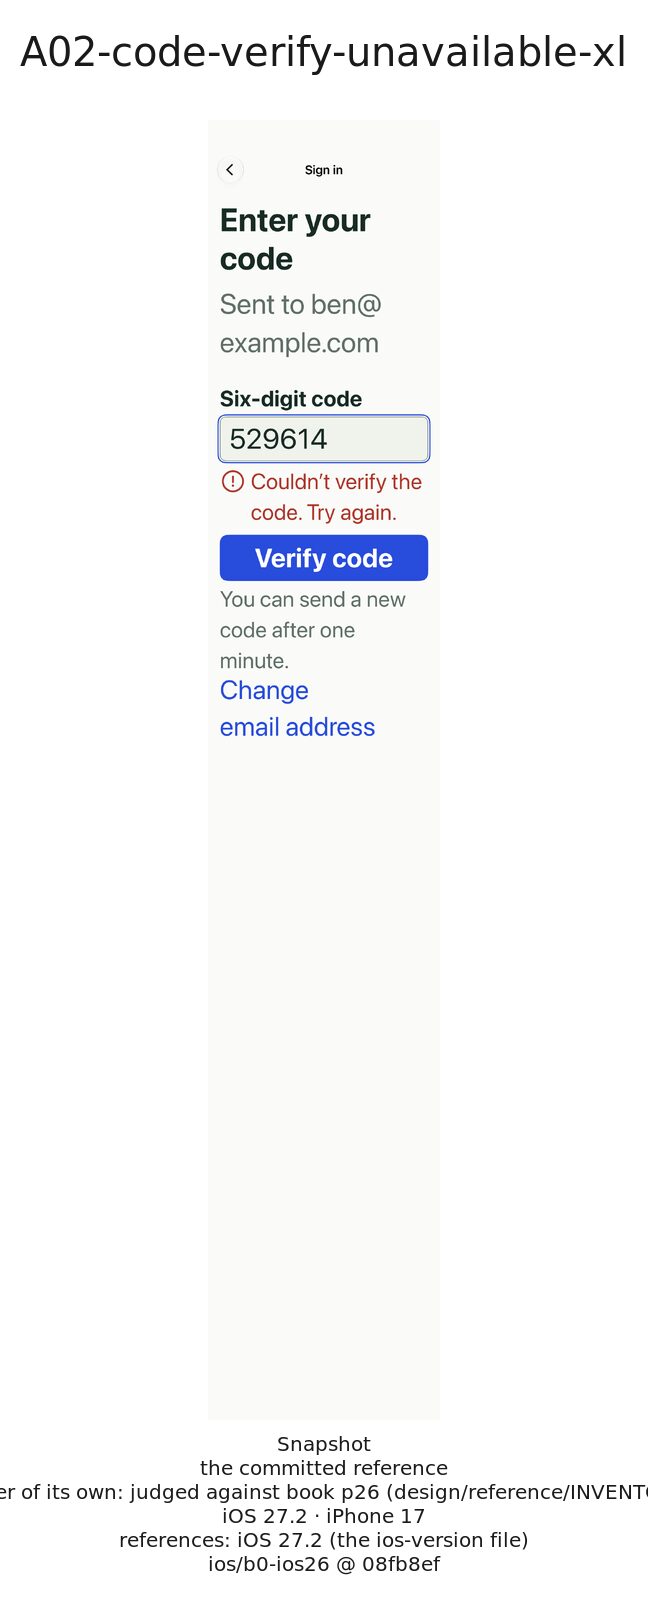 A02-code-verify-unavailable-xl
Sign in
Enter your
code
Sent to ben@
example.com
Six-digit code
529614
Couldn’t verify the
code. Try again.
Verify code
You can send a new
code after one
minute.
Change
email address
Snapshot
the committed reference
of its own: judged against book p26 (design/reference/
iOS 27.2 · iPhone 17
references: iOS 27.2 (the ios-version file)
ios/b0-ios26 @ 08fb8ef